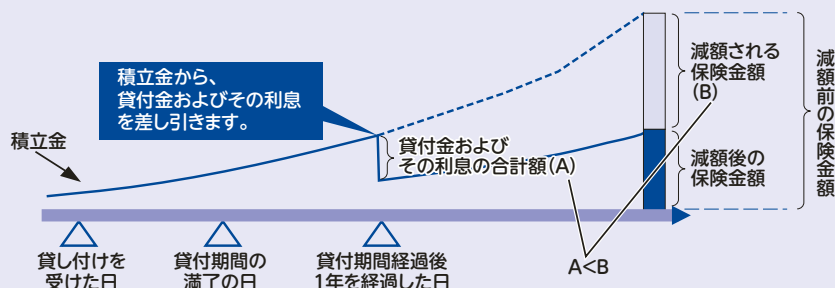 積立金から、
貸付金およびその利息
を差し引きます。
積立金
貸付金および
その利息の合計額(A)
減額される
保険金額
(B)
減額後の
保険金額
減額前の保険金額
貸し付けを
受けた日
貸付期間の
満了の日
貸付期間経過後
1年を経過した日
A<B